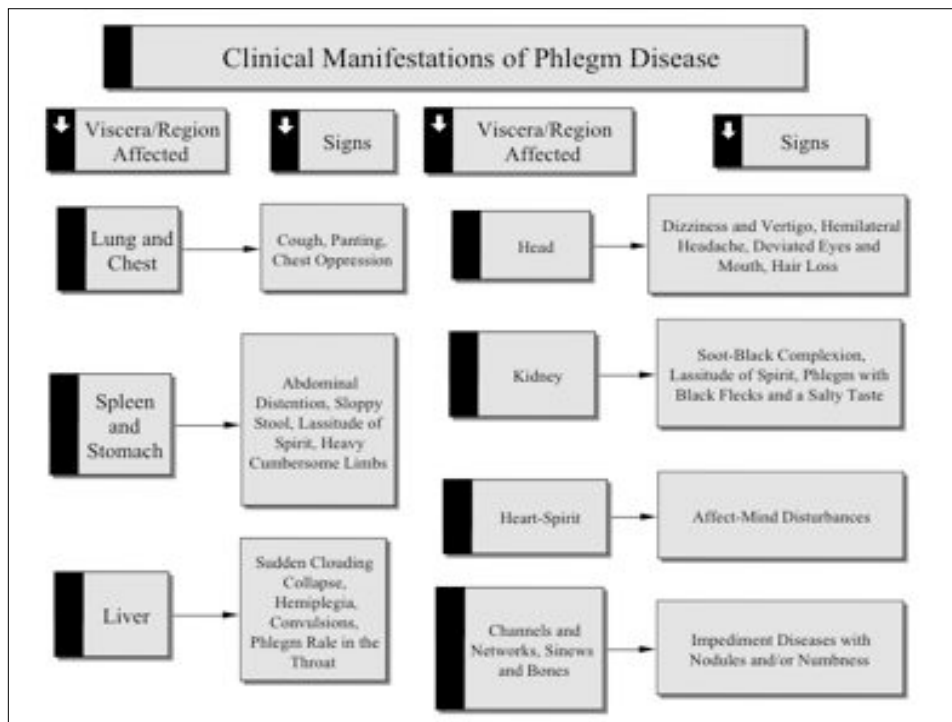 Clinical Manifestations of Phlegm Disease
Viscera/Region
Affected
Signs
Viscera/Region
Affected
Signs
Lung and
Chest
Cough, Panting,
Chest Oppression
Head
Dizziness and Vertigo, Hemilateral
Headache, Deviated Eyes and
Mouth, Hair Loss
Spleen
and
Stomach
Abdominal
Distention, Sloppy
Stool, Lassitude of
Spirit, Heavy
Cumbersome Limbs
Kidney
Soot-Black Complexion,
Lassitude of Spirit, Phlegm with
Black Flecks and a Salty Taste
Heart-Spirit
Affect-Mind Disturbances
Liver
Sudden Clouding
Collapse,
Hemiplegia,
Convulsions,
Phlegm Rale in the
Throat
Channels and
Networks, Sinews
and Bones
Impediment Diseases with
Nodules and/or Numbness